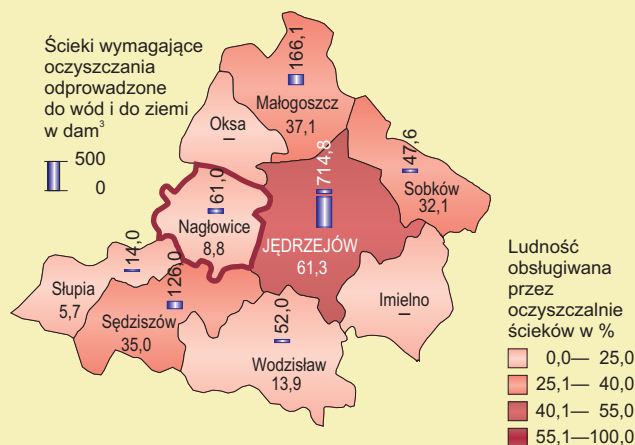 Ścieki wymagające
oczyszczania
odprowadzone
do wód i do ziemi
w dam³
500
0
166,1
Małogoszcz
37,1
Oksa
—
47,6
Sobków
32,1
714,8
JĘDRZEJÓW
61,3
61,0
Nagłowice
8,8
14,0
Słupia
5,7
126,0
Sędziszów
35,0
52,0
Wodzisław
13,9
Imielno
—
Ludność
obsługiwana
przez
oczyszczalnie
ścieków w %
0,0— 25,0
25,1— 40,0
40,1— 55,0
55,1—100,0